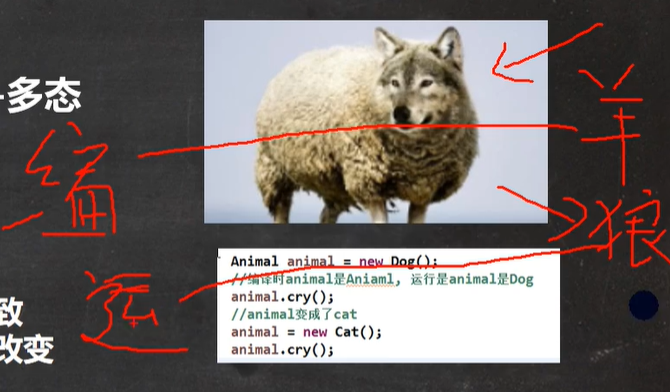 -多态
编
羊
狼
Animal animal = new Dog();
//编译时animal是Aniaml, 运行是animal是Dog
animal.cry();
//animal变成了cat
animal = new Cat();
animal.cry();
运
致
改变